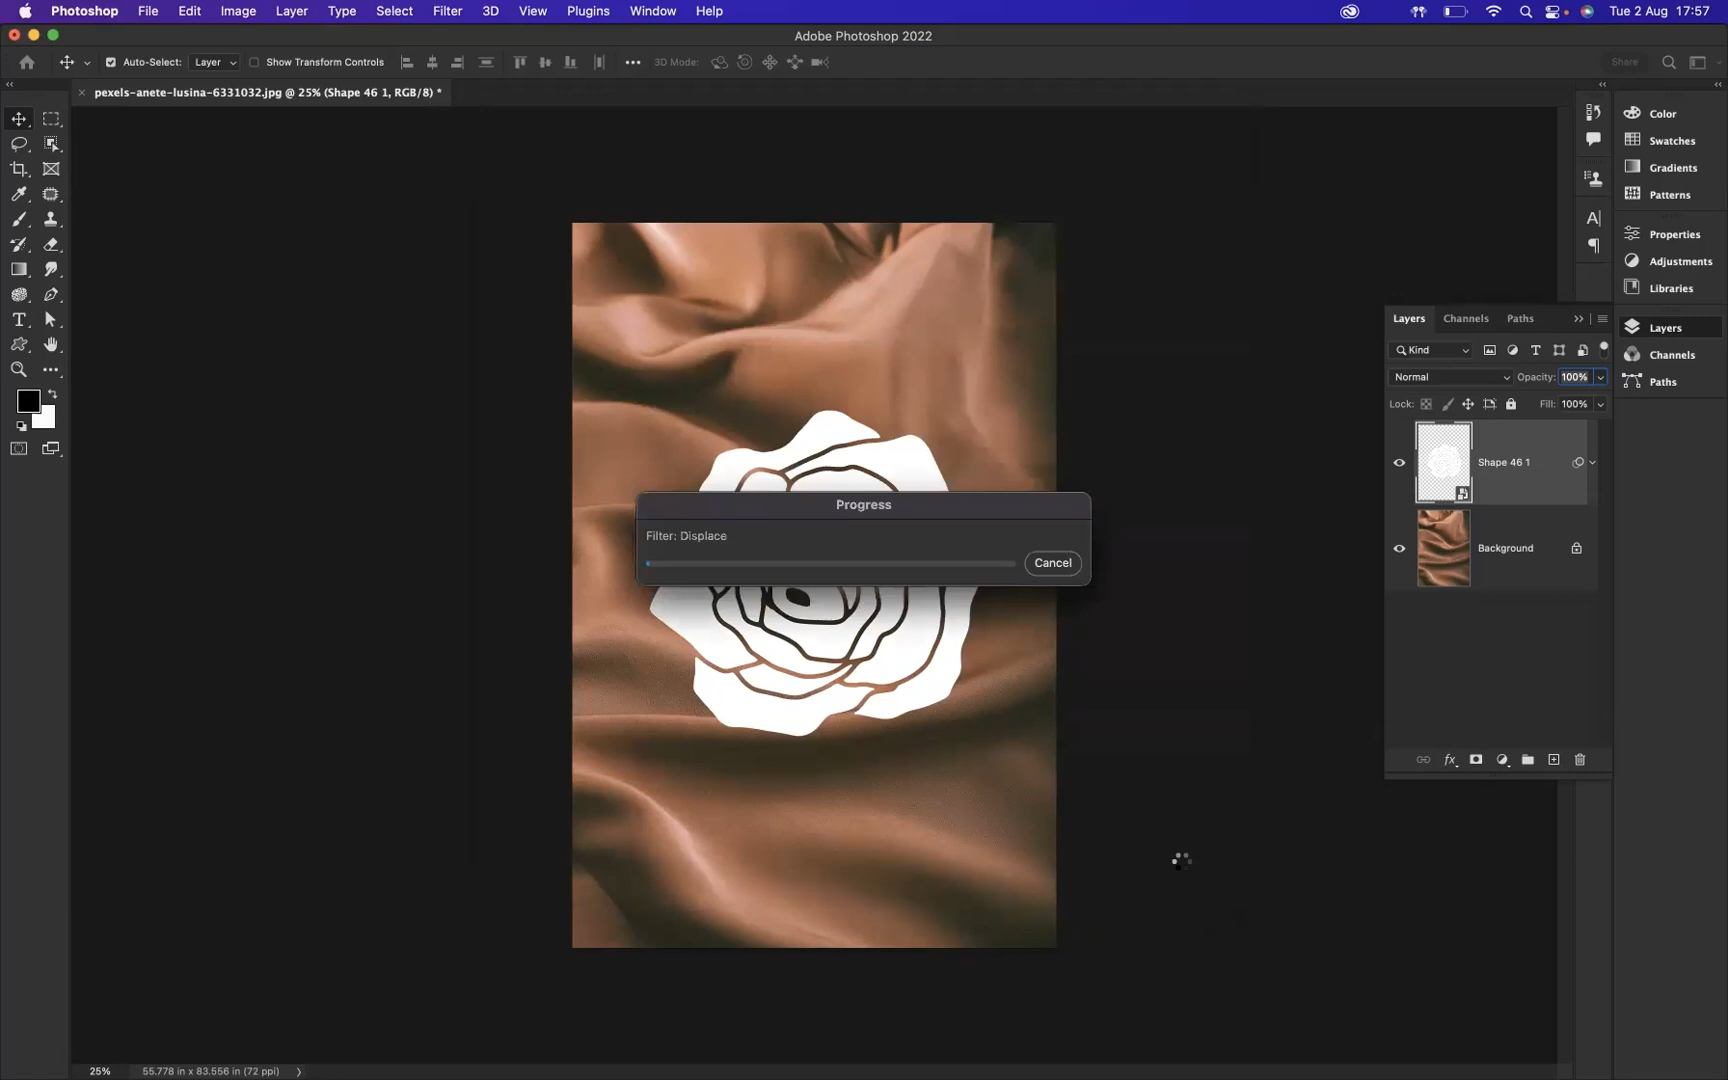 Photoshop File Edit Image Layer Type Select Filter 3D View Plugins Window Help Tue 2 Aug 17:57
Adobe Photoshop 2022
Auto-Select: Layer Show Transform Controls 3D Mode: Share
pexels-anete-lusina-6331032.jpg @ 25% (Shape 46 1, RGB/8) *
Color
Swatches
Gradients
Patterns
Properties
Adjustments
Libraries
Layers
Channels
Paths
Layers Channels Paths
Kind
Normal Opacity: 100%
Lock: Fill: 100%
Shape 46 1
Background
Progress
Filter: Displace
Cancel
25% 55.778 in x 83.556 in (72 ppi)